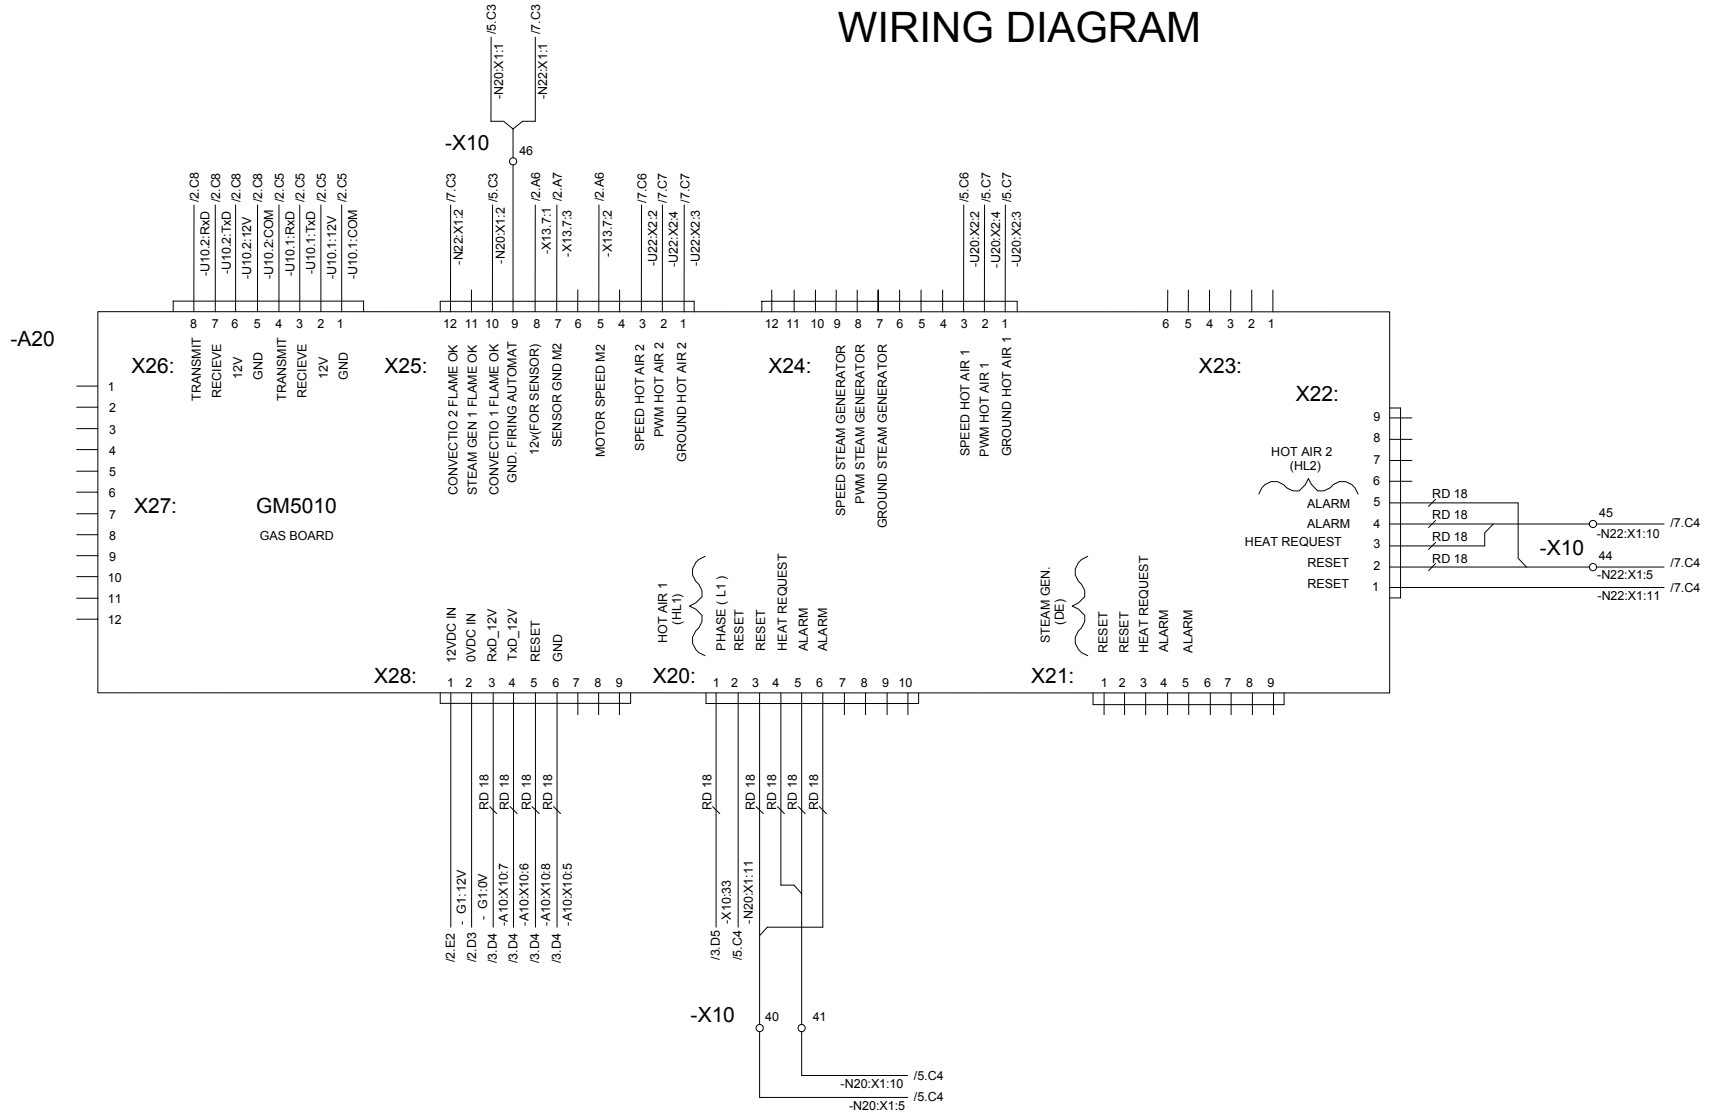 WIRING DIAGRAM
/5.C3
-N20:X1:1
/7.C3
-N22:X1:1
-X10
46
/2.C8
-U10.2:RxD
/2.C8
-U10.2:TxD
/2.C8
-U10.2:12V
/2.C8
-U10.2:COM
/2.C5
-U10.1:RxD
/2.C5
-U10.1:TxD
/2.C5
-U10.1:12V
/2.C5
-U10.1:COM
/7.C3
-N22:X1:2
/5.C3
-N20:X1:2
/2.A6
-X13.7:1
/2.A7
-X13.7:3
/2.A6
-X13.7:2
/7.C6
-U22:X2:2
/7.C7
-U22:X2:4
/7.C7
-U22:X2:3
/5.C6
-U20:X2:2
/5.C7
-U20:X2:4
/5.C7
-U20:X2:3
-A20
8 7 6 5 4 3 2 1
12 11 10 9 8 7 6 5 4 3 2 1
12 11 10 9 8 7 6 5 4 3 2 1
6 5 4 3 2 1
X26:
TRANSMIT
RECIEVE
12V
GND
TRANSMIT
RECIEVE
12V
GND
X25:
CONVECTIO 2 FLAME OK
STEAM GEN 1 FLAME OK
CONVECTIO 1 FLAME OK
GND. FIRING AUTOMAT
12v(FOR SENSOR)
SENSOR GND M2
MOTOR SPEED M2
SPEED HOT AIR 2
PWM HOT AIR 2
GROUND HOT AIR 2
X24:
SPEED STEAM GENERATOR
PWM STEAM GENERATOR
GROUND STEAM GENERATOR
SPEED HOT AIR 1
PWM HOT AIR 1
GROUND HOT AIR 1
X23:
X22:
1
2
3
4
5
6
7
8
9
10
11
12
X27:
GM5010
GAS BOARD
9
8
7
6
5
4
3
2
1
HOT AIR 2
(HL2)
ALARM
ALARM
HEAT REQUEST
RESET
RESET
RD 18
RD 18
RD 18
RD 18
-X10
45
/7.C4
-N22:X1:10
44
/7.C4
-N22:X1:5
/7.C4
-N22:X1:11
X28:
12VDC IN
0VDC IN
RxD_12V
TxD_12V
RESET
GND
1 2 3 4 5 6 7 8 9
X20:
HOT AIR 1
(HL1)
PHASE ( L1 )
RESET
RESET
HEAT REQUEST
ALARM
ALARM
1 2 3 4 5 6 7 8 9 10
X21:
STEAM GEN.
(DE)
RESET
RESET
HEAT REQUEST
ALARM
ALARM
1 2 3 4 5 6 7 8 9
RD 18
RD 18
RD 18
RD 18
RD 18
RD 18
RD 18
RD 18
RD 18
/2.E2
- G1:12V
/2.D3
- G1:0V
/3.D4
-A10:X10:7
/3.D4
-A10:X10:6
/3.D4
-A10:X10:8
/3.D4
-A10:X10:5
/3.D5
-X10:33
/5.C4
-N20:X1:11
-X10
40
41
/5.C4
-N20:X1:10
/5.C4
-N20:X1:5